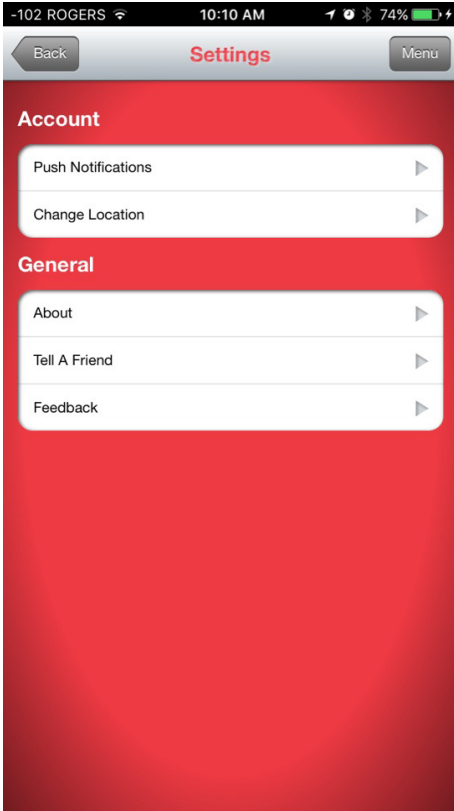 -102 ROGERS 10:10 AM 74%
Back Settings Menu
Account
Push Notifications
Change Location
General
About
Tell A Friend
Feedback